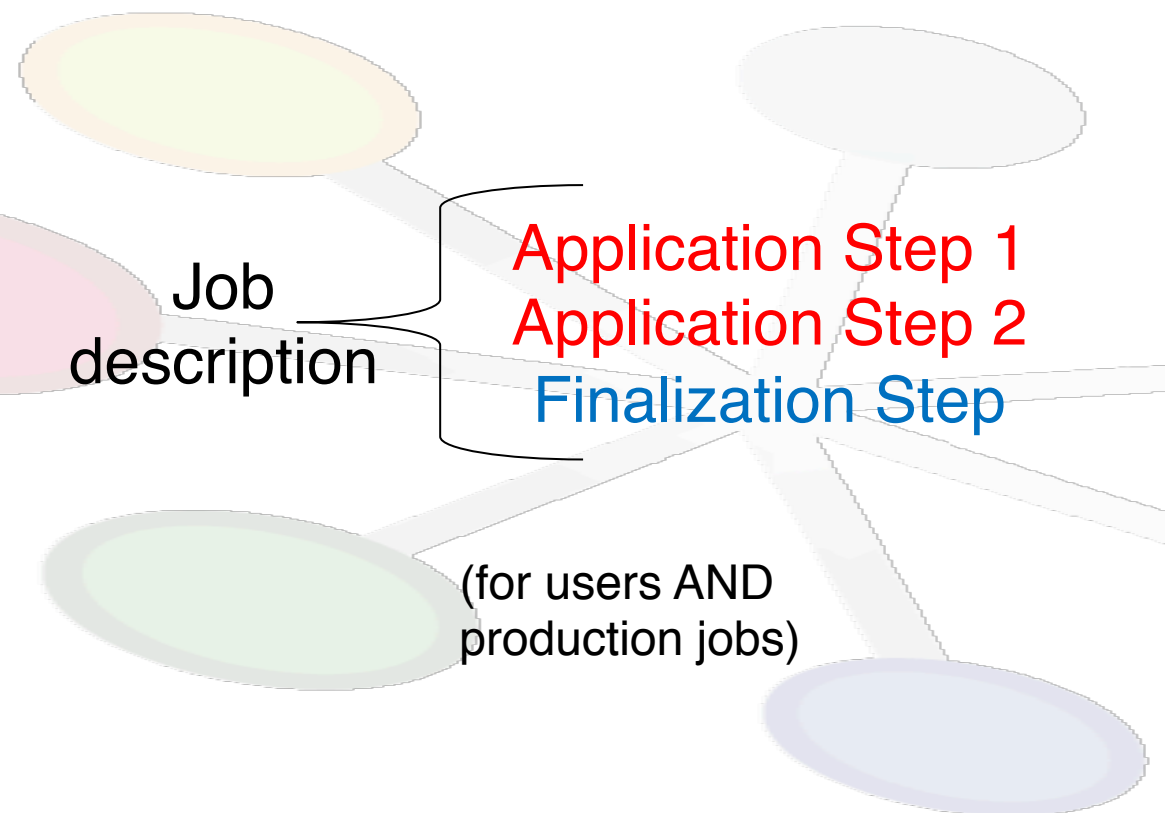 Job
description
Application Step 1
Application Step 2
Finalization Step
(for users AND
production jobs)